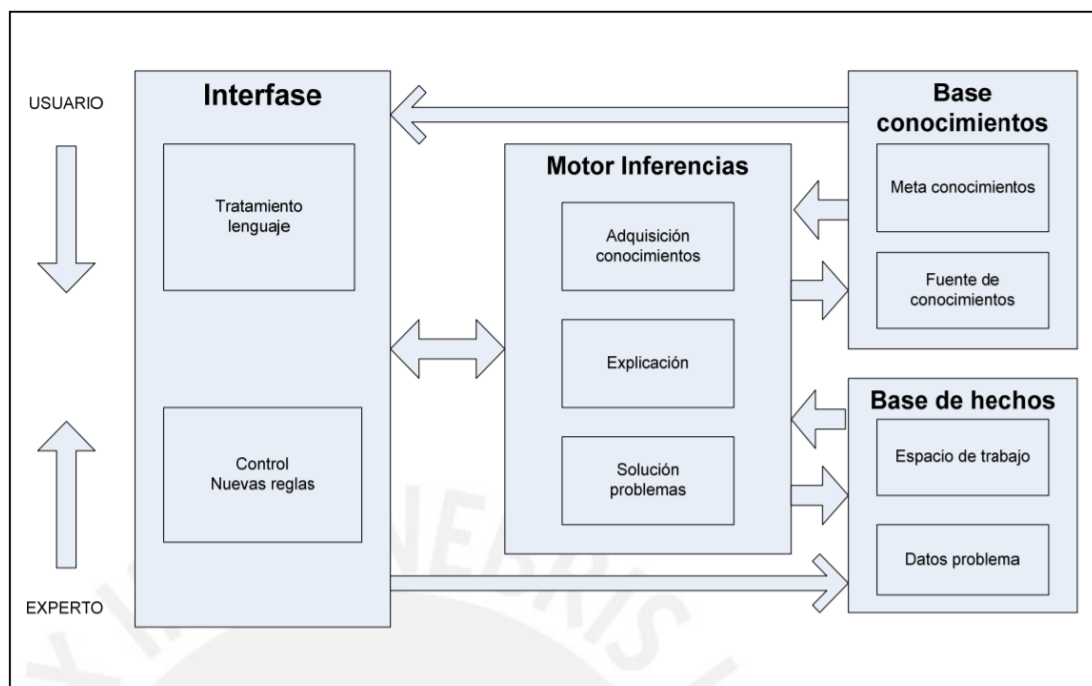 USUARIO
EXPERTO
Interfase
Tratamiento
lenguaje
Control
Nuevas reglas
Motor Inferencias
Adquisición
conocimientos
Explicación
Solución
problemas
Base
conocimientos
Meta conocimientos
Fuente de
conocimientos
Base de hechos
Espacio de trabajo
Datos problema
NEBRIS